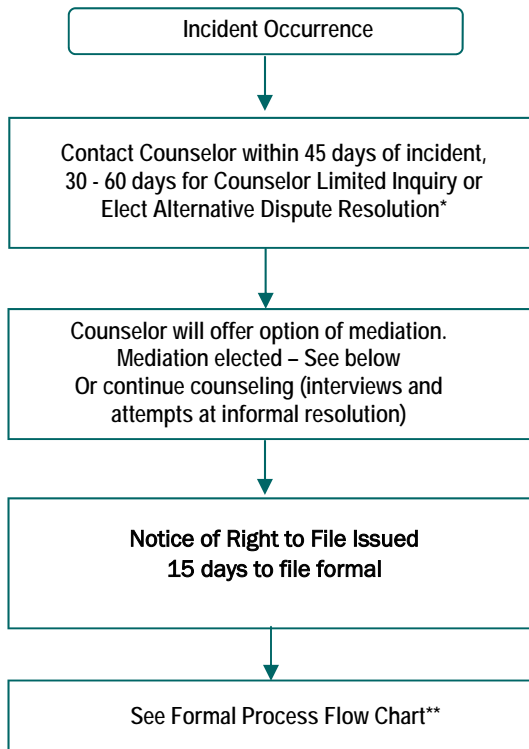 Incident Occurrence
Contact Counselor within 45 days of incident,
30 - 60 days for Counselor Limited Inquiry or
Elect Alternative Dispute Resolution*
Counselor will offer option of mediation.
Mediation elected – See below
Or continue counseling (interviews and
attempts at informal resolution)
Notice of Right to File Issued
15 days to file formal
See Formal Process Flow Chart**